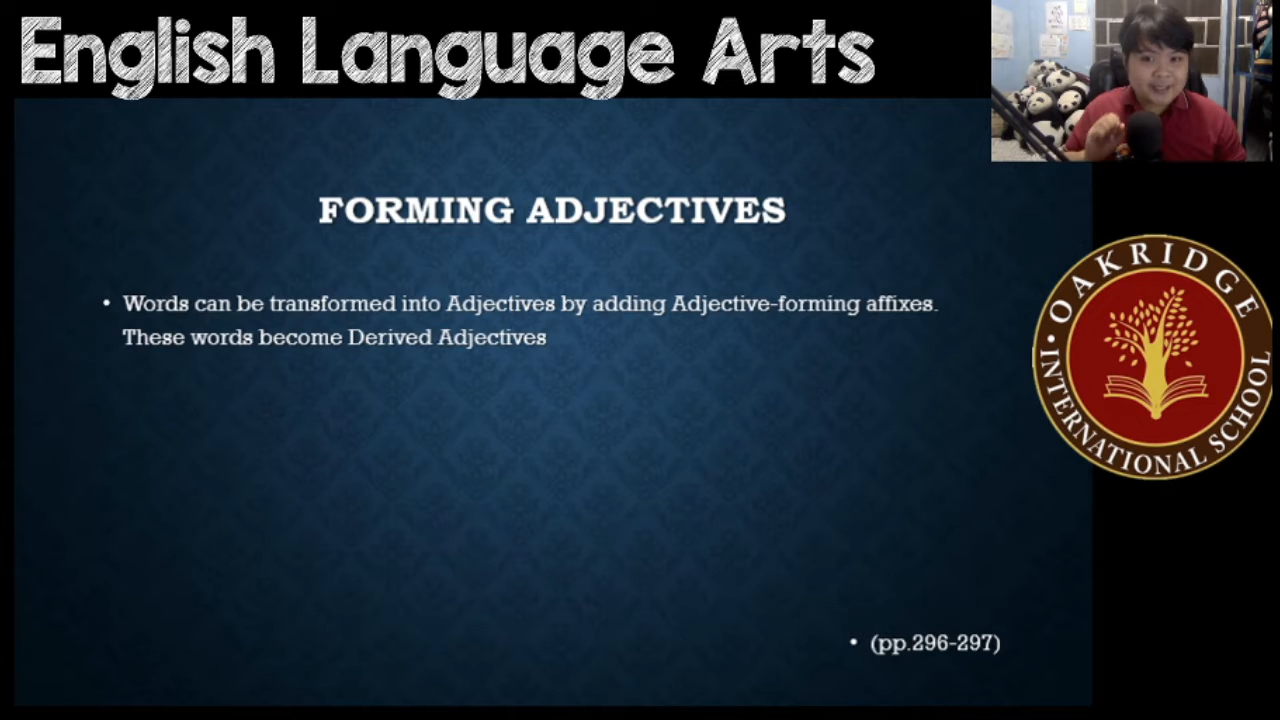 English Language Arts
FORMING ADJECTIVES
• Words can be transformed into Adjectives by adding Adjective-forming affixes.
These words become Derived Adjectives
• (pp.296-297)
• OAKRIDGE
INTERNATIONAL SCHOOL